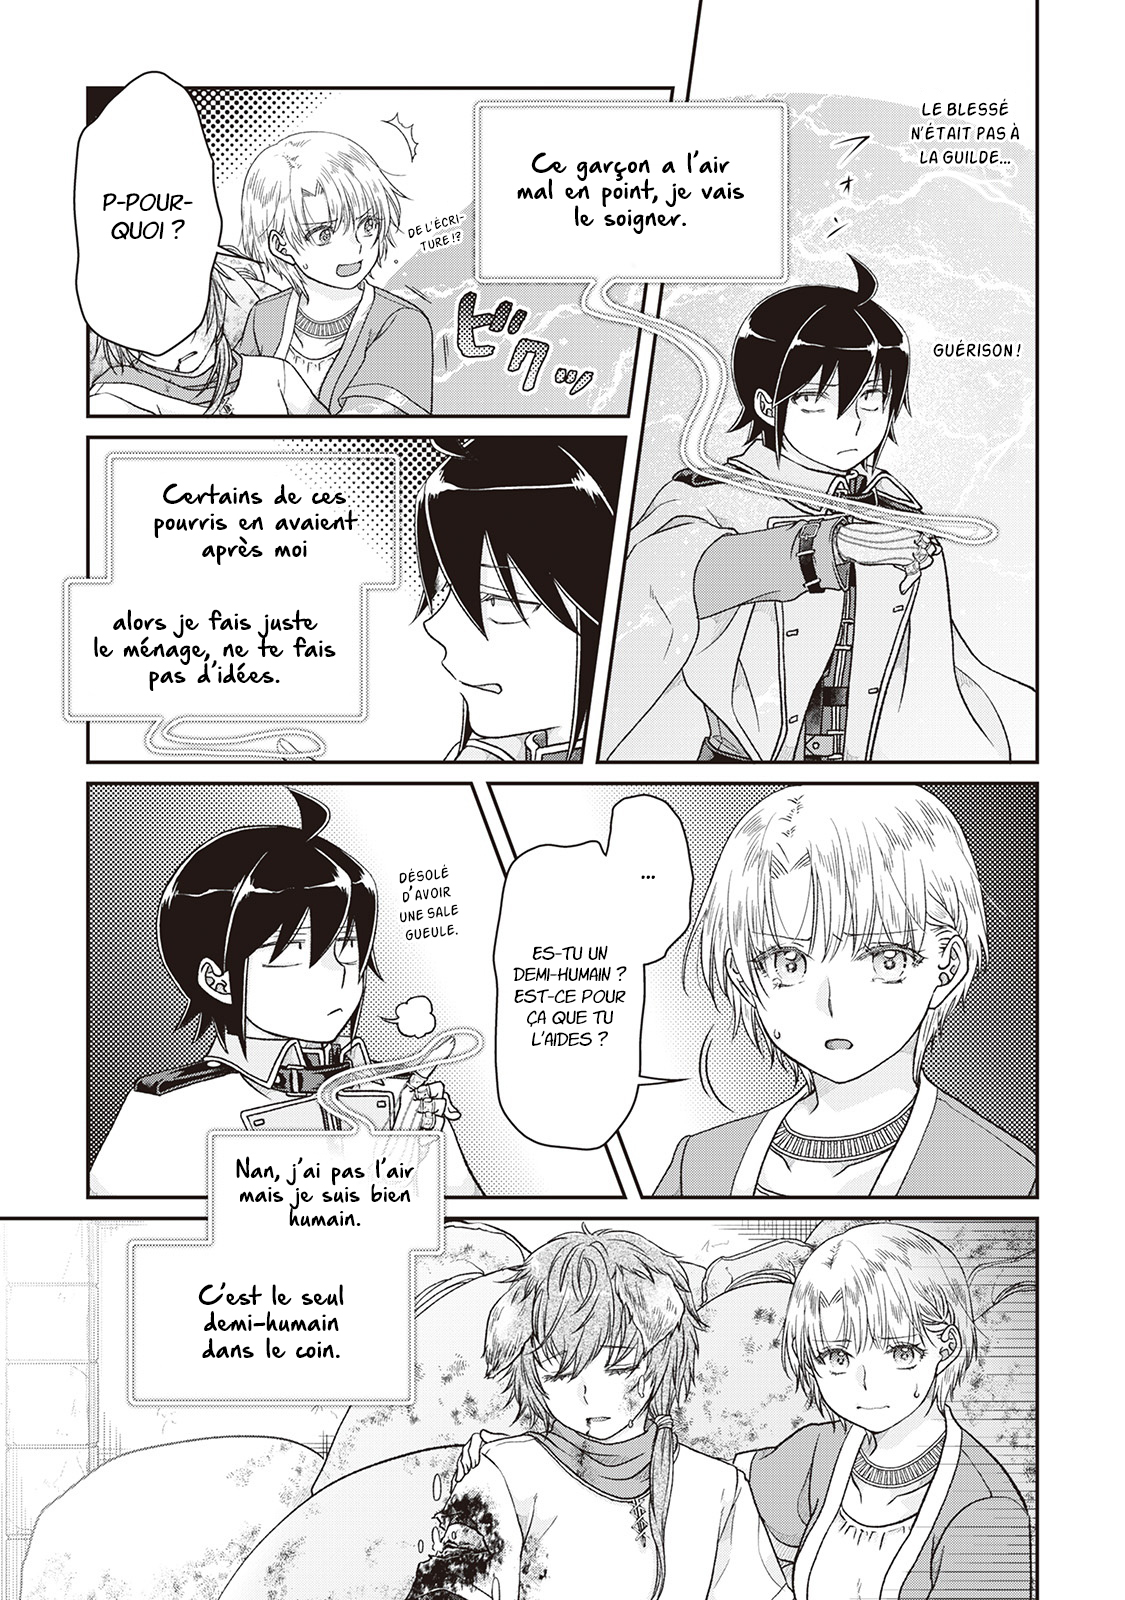 LE BLESSÉ
N'ÉTAIT PAS À
LA GUILDE...
GUÉRISON !
Ce garçon a l'air
mal en point, je vais
le soigner.
DE L'ÉCRI-
TURE !?
P-POUR-
QUOI ?
ビクッ
Certains de ces
pourris en avaient
après moi
alors je fais juste
le ménage, ne te fais
pas d'idées.
...
ES-TU UN
DEMI-HUMAIN ?
EST-CE POUR
ÇA QUE TU
L'AIDES ?
DÉSOLÉ
D'AVOIR
UNE SALE
GUEULE.
Nan, j'ai pas l'air
mais je suis bien
humain.
C'est le seul
demi-humain
dans le coin.